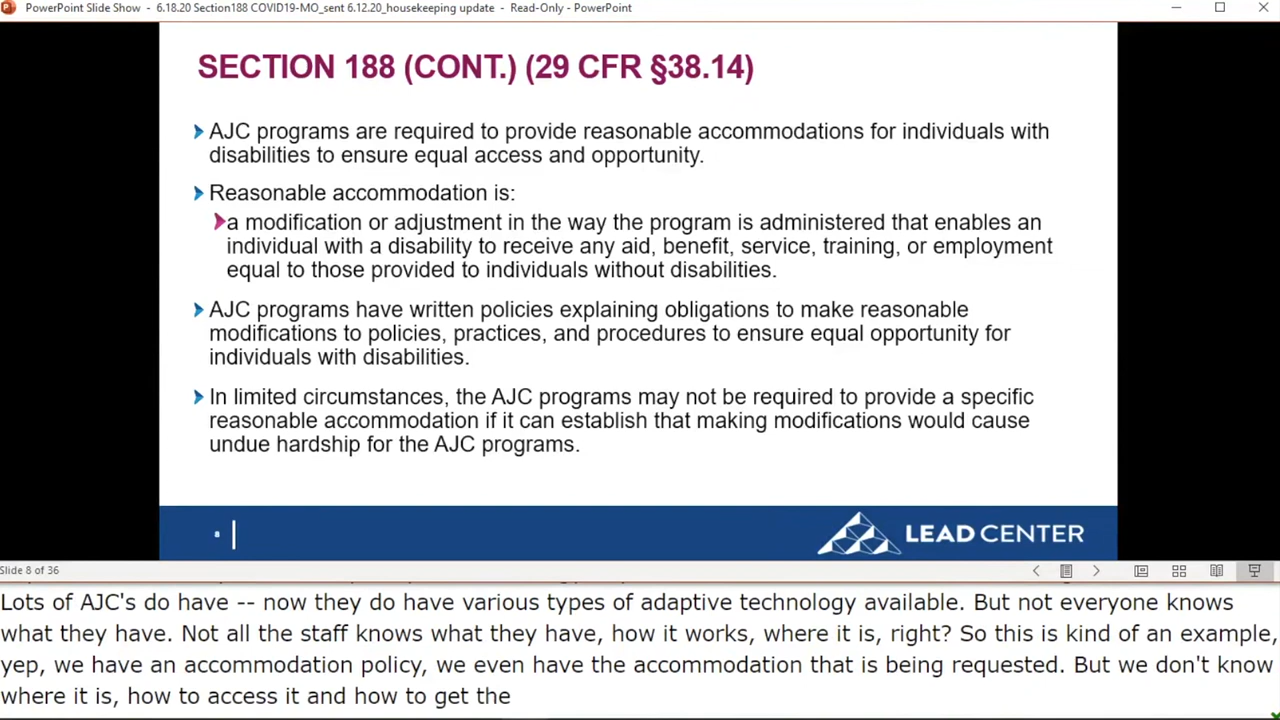 PowerPoint Slide Show - 6.18.20 Section188 COVID19-MO_sent 6.12.20_housekeeping update - Read-Only - PowerPoint
SECTION 188 (CONT.) (29 CFR §38.14)
AJC programs are required to provide reasonable accommodations for individuals with
disabilities to ensure equal access and opportunity.
Reasonable accommodation is:
a modification or adjustment in the way the program is administered that enables an
individual with a disability to receive any aid, benefit, service, training, or employment
equal to those provided to individuals without disabilities.
AJC programs have written policies explaining obligations to make reasonable
modifications to policies, practices, and procedures to ensure equal opportunity for
individuals with disabilities.
In limited circumstances, the AJC programs may not be required to provide a specific
reasonable accommodation if it can establish that making modifications would cause
undue hardship for the AJC programs.
8
LEAD CENTER
Slide 8 of 36
Lots of AJC's do have -- now they do have various types of adaptive technology available. But not everyone knows
what they have. Not all the staff knows what they have, how it works, where it is, right? So this is kind of an example,
yep, we have an accommodation policy, we even have the accommodation that is being requested. But we don't know
where it is, how to access it and how to get the